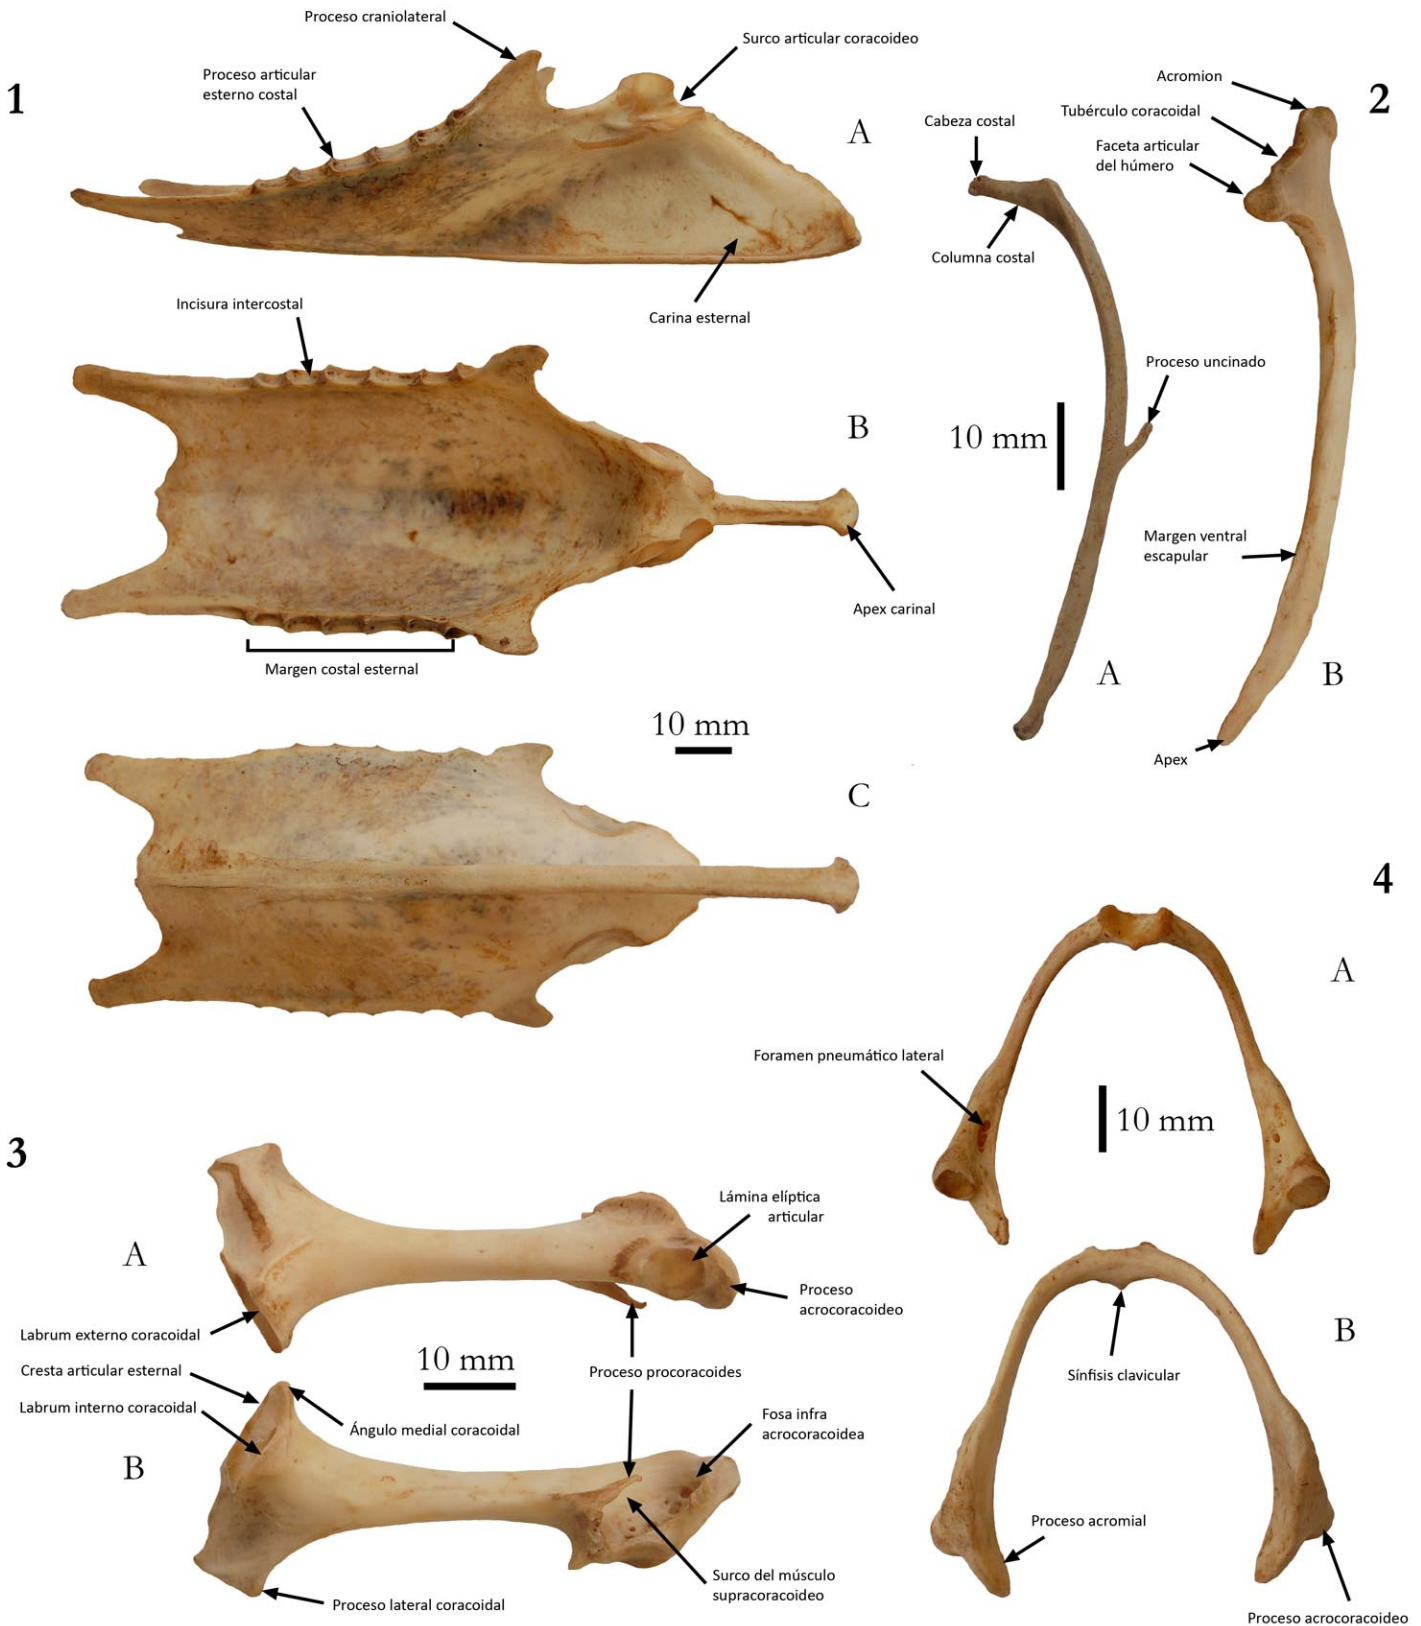 1
Proceso craniolateral
Surco articular coracoideo
Proceso articular
esterno costal
A
Carina esternal
Incisura intercostal
B
Apex carinal
Margen costal esternal
10 mm
C
2
Acromion
Tubérculo coracoidal
Cabeza costal
Faceta articular
del húmero
Columna costal
Proceso uncinado
10 mm
Margen ventral
escapular
A
B
Apex
3
A
Lámina elíptica
articular
Proceso
acrocoracoideo
Labrum externo coracoidal
Cresta articular esternal
10 mm
Proceso procoracoides
Labrum interno coracoidal
Ángulo medial coracoidal
Fosa infra
acrocoracoidea
B
Surco del músculo
supracoracoideo
Proceso lateral coracoidal
4
A
Foramen pneumático lateral
10 mm
B
Sínfisis clavicular
Proceso acromial
Proceso acrocoracoideo